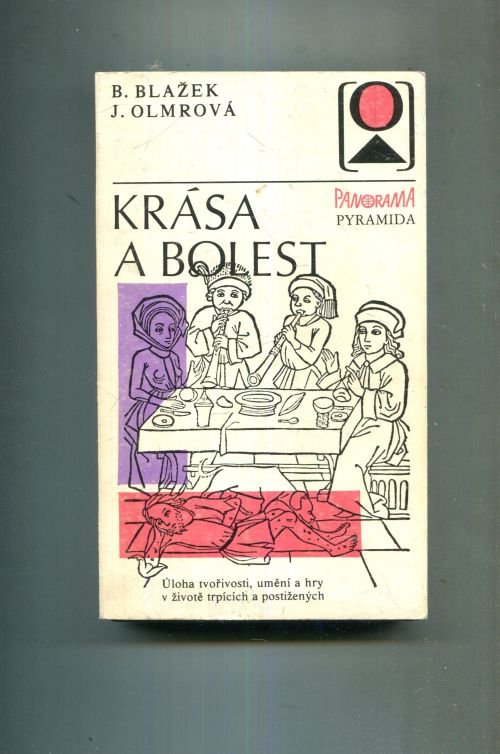 B. BLAŽEK
J. OLMROVÁ
PANORAMA
PYRAMIDA
KRÁSA
A BOLEST
Úloha tvořivosti, umění a hry
v životě trpících a postižených